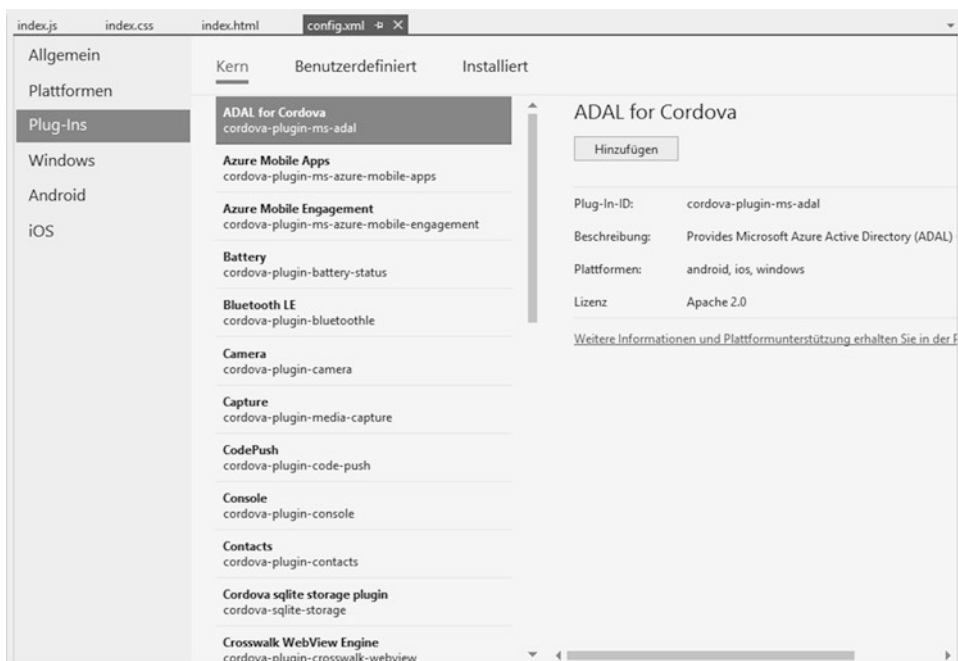 index.js index.css index.html config.xml
Allgemein
Plattformen
Plug-Ins
Windows
Android
iOS
Kern Benutzerdefiniert Installiert
ADAL for Cordova
cordova-plugin-ms-adal
Azure Mobile Apps
cordova-plugin-ms-azure-mobile-apps
Azure Mobile Engagement
cordova-plugin-ms-azure-mobile-engagement
Battery
cordova-plugin-battery-status
Bluetooth LE
cordova-plugin-bluetoothle
Camera
cordova-plugin-camera
Capture
cordova-plugin-media-capture
CodePush
cordova-plugin-code-push
Console
cordova-plugin-console
Contacts
cordova-plugin-contacts
Cordova sqlite storage plugin
cordova-sqlite-storage
Crosswalk WebView Engine
cordova-plugin-crosswalk-webview
ADAL for Cordova
Hinzufügen
Plug-In-ID: cordova-plugin-ms-adal
Beschreibung: Provides Microsoft Azure Active Directory (ADAL)
Plattformen: android, ios, windows
Lizenz Apache 2.0
Weitere Informationen und Plattformunterstützung erhalten Sie in der